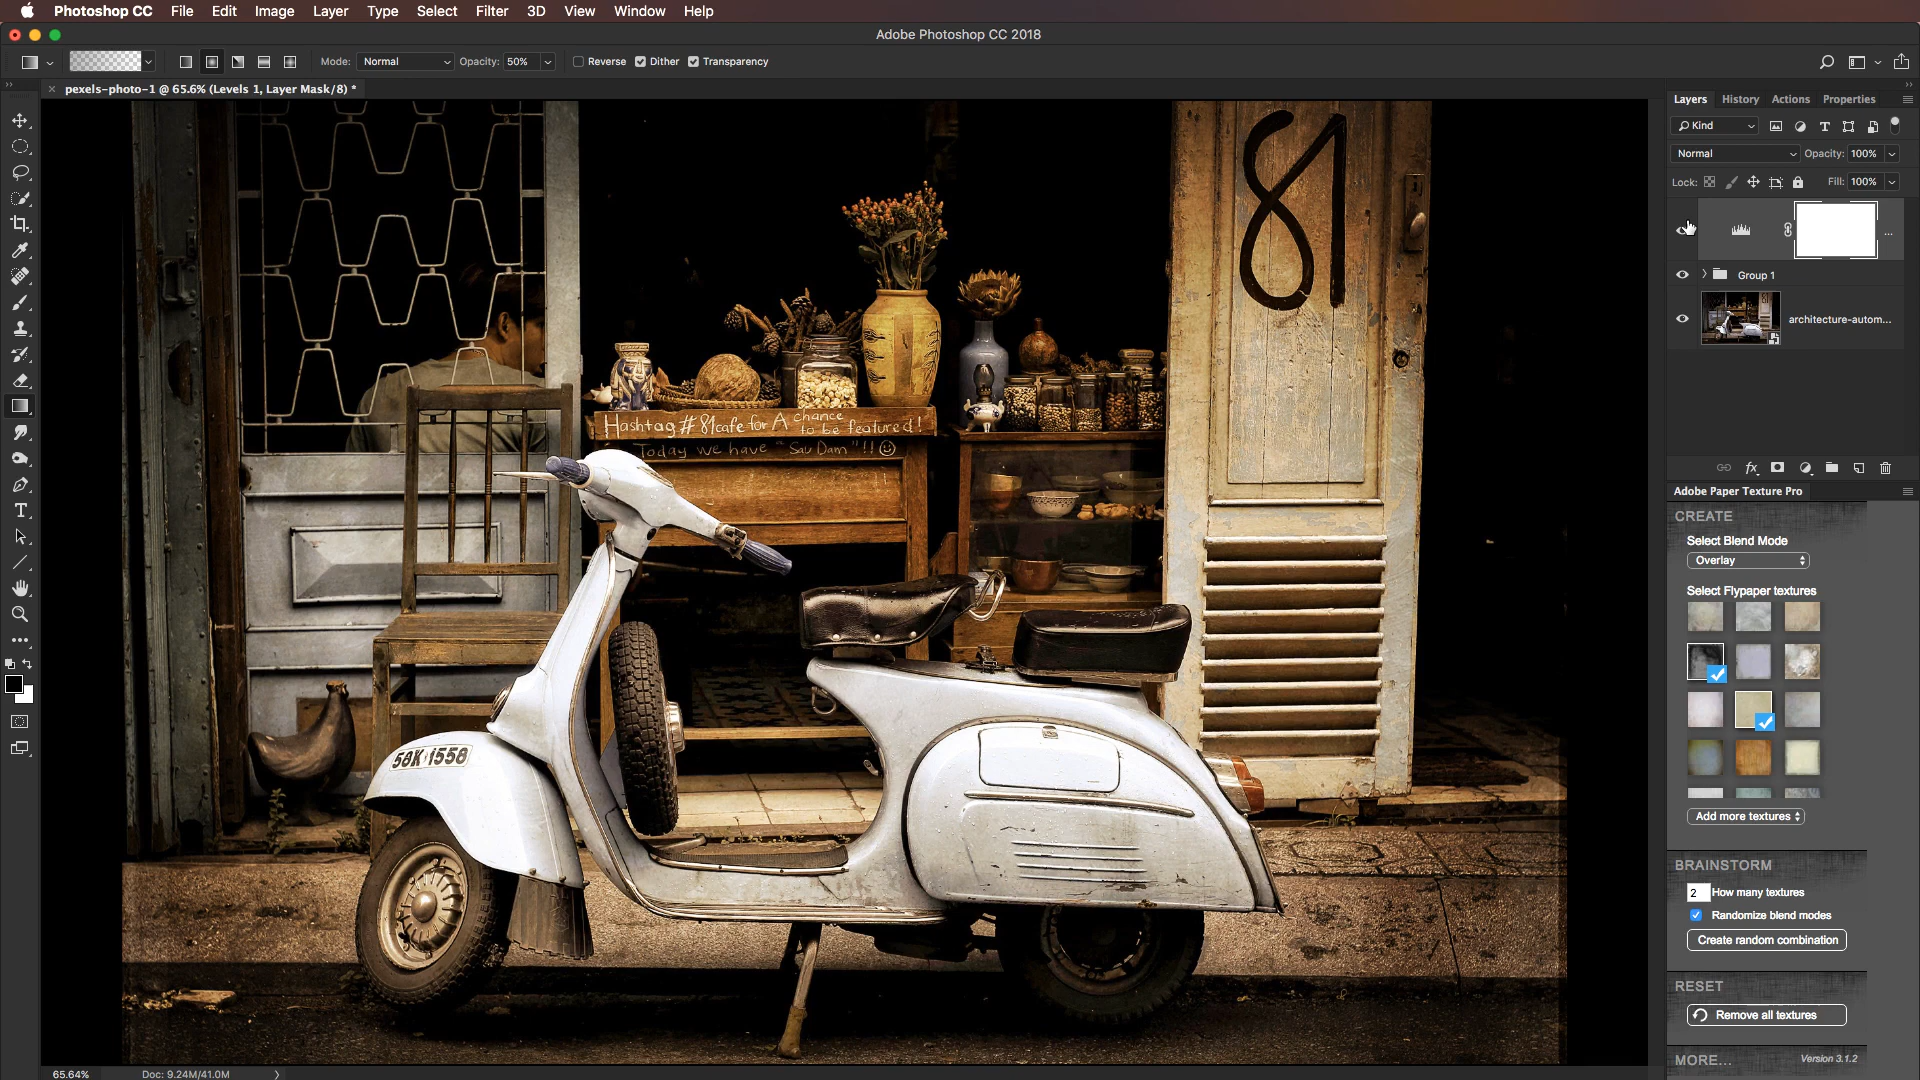 Photoshop CC File Edit Image Layer Type Select Filter 3D View Window Help
Adobe Photoshop CC 2018
Mode: Normal Opacity: 50% Reverse Dither Transparency
pexels-photo-1 @ 65.6% (Levels 1, Layer Mask/8) *
Layers History Actions Properties
Kind
Normal Opacity: 100%
Lock: Fill: 100%
...
Group 1
architecture-autom...
81
Hashtag #81cafe for A chance to be featured!
Today we have "Sau Dam"!!
58K 1558
Adobe Paper Texture Pro
CREATE
Select Blend Mode
Overlay
Select Flypaper textures
Add more textures
BRAINSTORM
2 How many textures
Randomize blend modes
Create random combination
RESET
Remove all textures
MORE... Version 3.1.2
65.64% Doc: 9.24M/41.0M